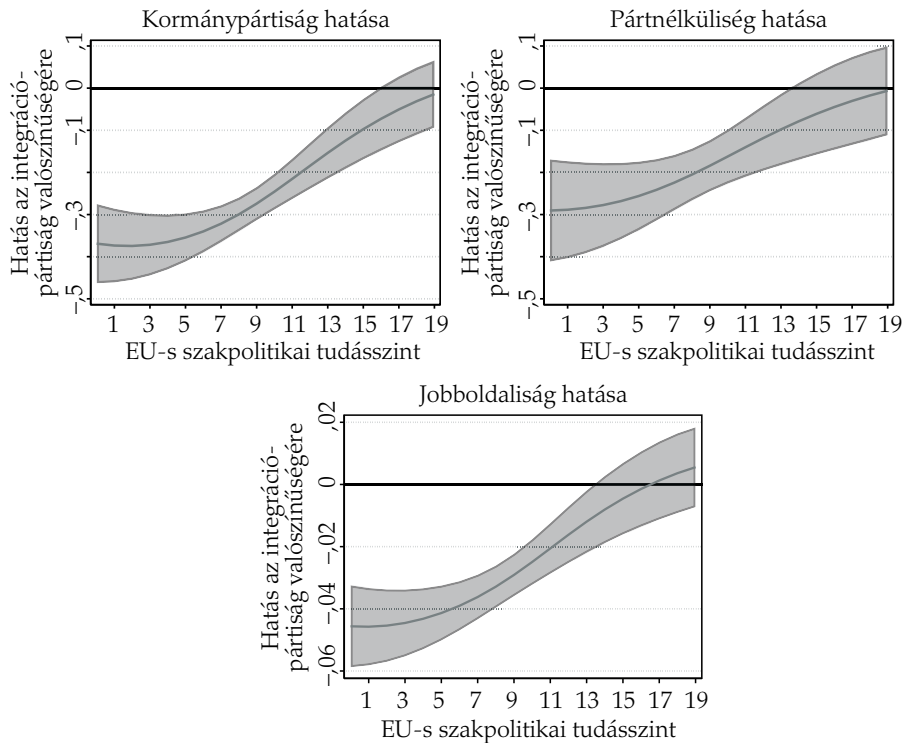 Kormánypártiság hatása
Hatás az integráció-
pártiság valószínűségére
,1
0
–,1
–,3
–,5
1 3 5 7 9 11 13 15 17 19
EU-s szakpolitikai tudásszint
Pártnélküliség hatása
Hatás az integráció-
pártiság valószínűségére
,1
0
–,1
–,3
–,5
1 3 5 7 9 11 13 15 17 19
EU-s szakpolitikai tudásszint
Jobboldaliság hatása
Hatás az integráció-
pártiság valószínűségére
,02
0
–,02
–,04
–,06
1 3 5 7 9 11 13 15 17 19
EU-s szakpolitikai tudásszint